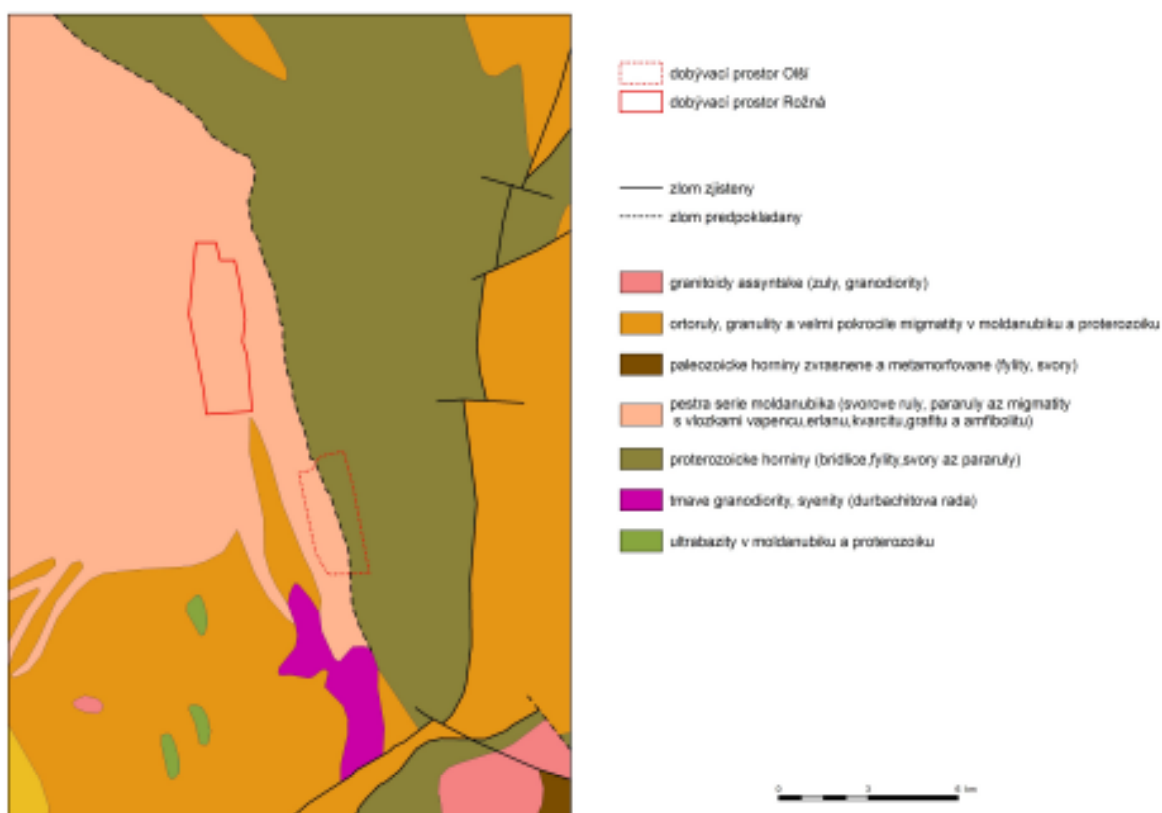 dobývací prostor Olší
dobývací prostor Rožná
zlom zjisteny
zlom predpokladany
granitoidy assyntske (zuly, granodiority)
ortoruly, granulity a velmi pokrocile migmatity v moldanubiku a proterozoiku
paleozoicke horniny zvrasnene a metamorfovane (fylity, svory)
pestra serie moldanubika (svorove ruly, pararuly az migmatity
s vlozkami vapencu,erlanu,kvarcitu,grafitu a amfibolitu)
proterozoicke horniny (bridlice,fylity,svory az pararuly)
tmave granodiority, syenity (durbachitova rada)
ultrabazity v moldanubiku a proterozoiku
0 3 6 km